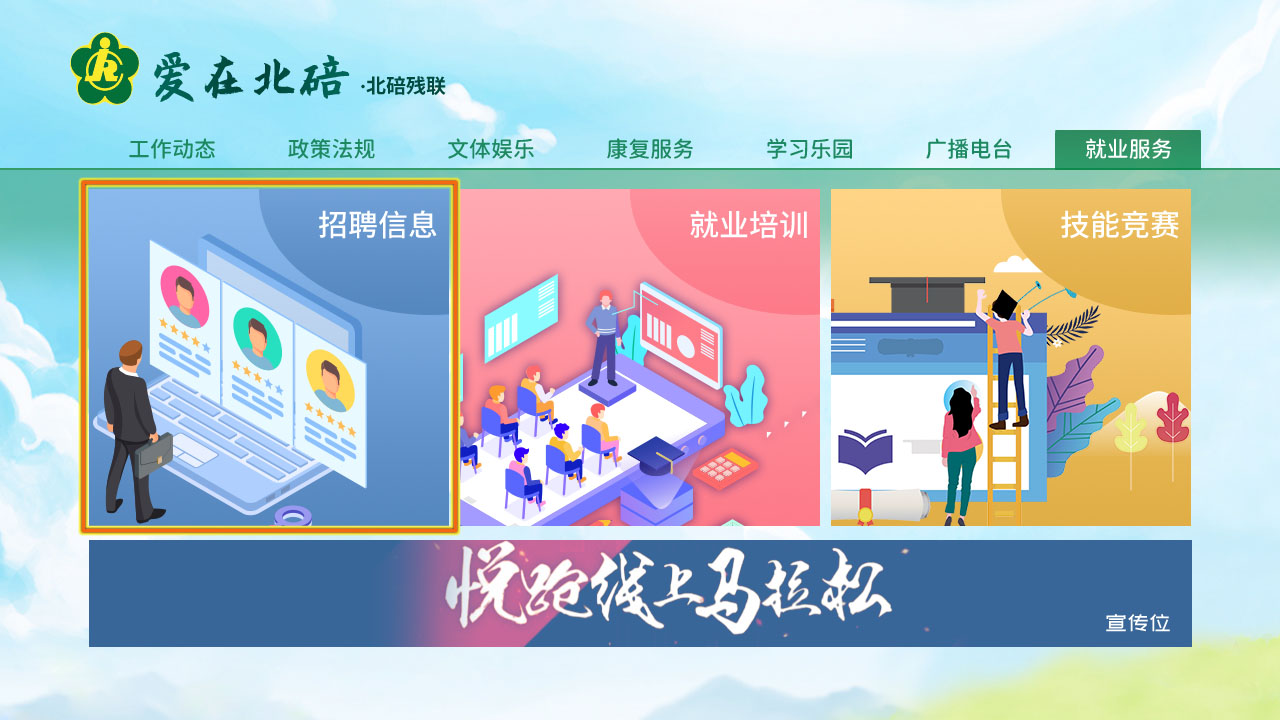 爱在北碚 ·北碚残联
工作动态 政策法规 文体娱乐 康复服务 学习乐园 广播电台 就业服务
招聘信息 就业培训 技能竞赛
悦跑线上马拉松
宣传位